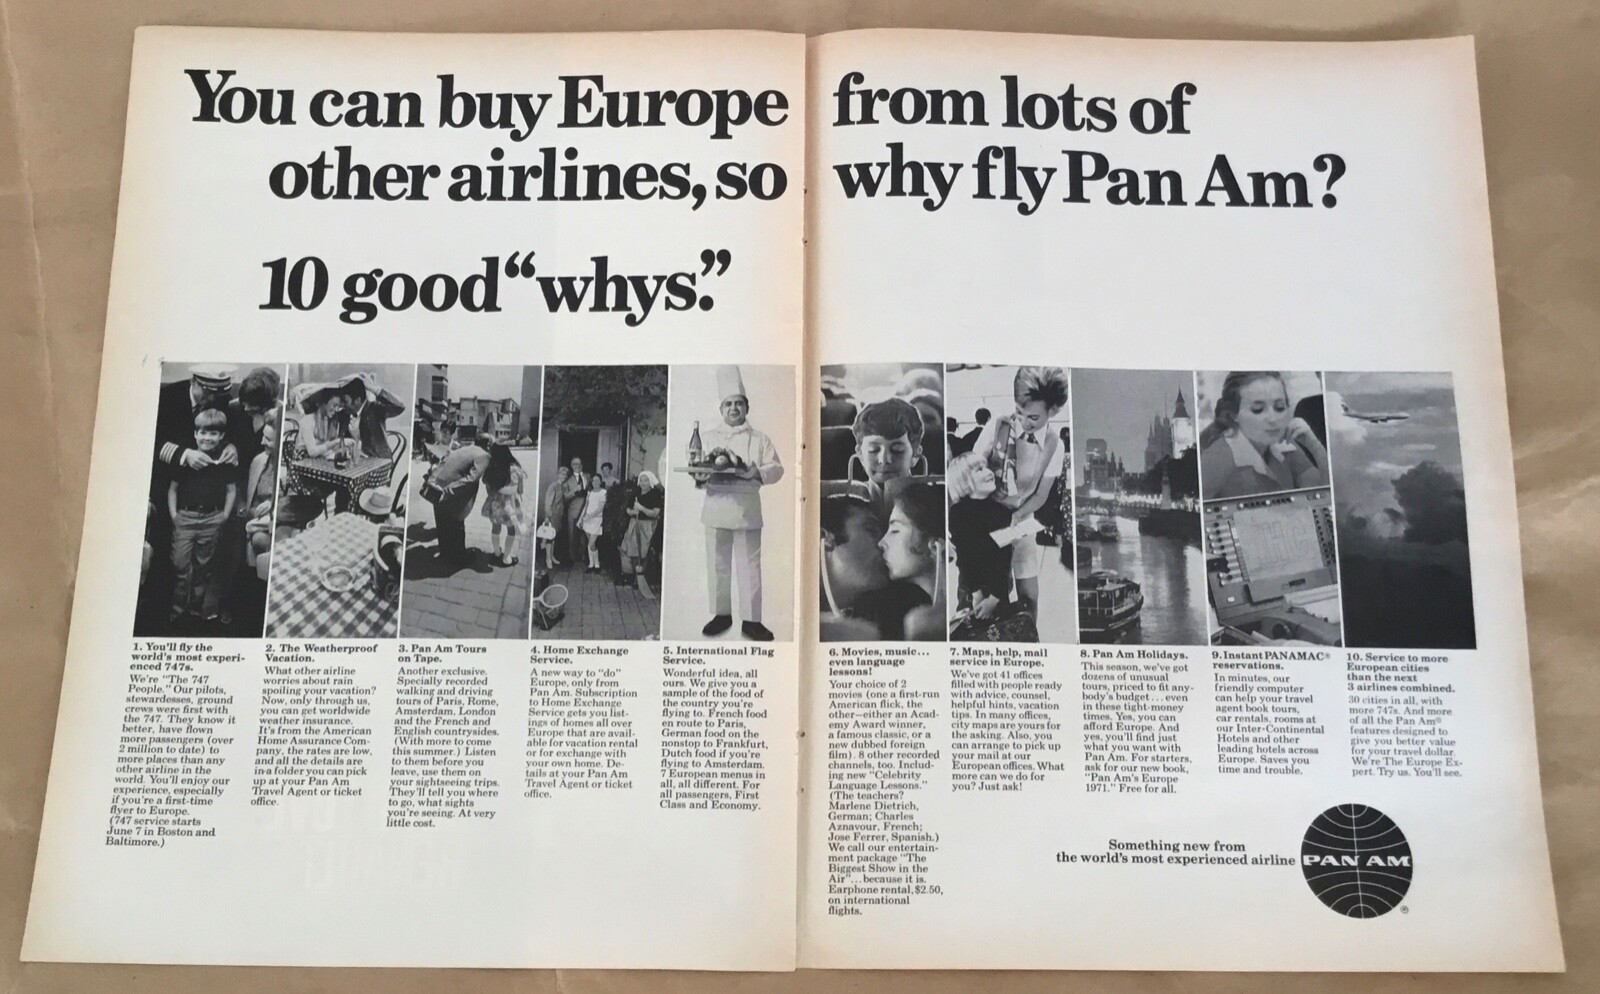 You can buy Europe from lots of
other airlines, so why fly Pan Am?
10 good “whys.”
1. You'll fly the
world's most experi-
enced 747s.
We're "The 747
People." Our pilots,
stewardesses, ground
crews were first with
the 747. They know it
better, have flown
more passengers (over
2 million to date) to
more places than any
other airline in the
world. You'll enjoy our
experience, especially
if you're a first-time
flyer to Europe.
(747 service starts
June 7 in Boston and
Baltimore.)
2. The Weatherproof
Vacation.
What other airline
worries about rain
spoiling your vacation?
Now, only through us,
you can get worldwide
weather insurance.
It's from the American
Home Assurance Com-
pany, the rates are low,
and all the details are
in a folder you can pick
up at your Pan Am
Travel Agent or ticket
office.
3. Pan Am Tours
on Tape.
Another exclusive.
Specially recorded
walking and driving
tours of Paris, Rome,
Amsterdam, London
and the French and
English countrysides.
(With more to come
this summer.) Listen
to them before you
leave, use them on
your sightseeing trips.
They'll tell you where
to go, what sights
you're seeing. At very
little cost.
4. Home Exchange
Service.
A new way to "do"
Europe, only from
Pan Am. Subscription
to Home Exchange
Service gets you list-
ings of homes all over
Europe that are avail-
able for vacation rental
or for exchange with
your own home. De-
tails at your Pan Am
Travel Agent or ticket
office.
5. International Flag
Service.
Wonderful idea, all
ours. We give you a
sample of the food of
the country you're
flying to. French food
en route to Paris,
German food on the
nonstop to Frankfurt,
Dutch food if you're
flying to Amsterdam.
7 European menus in
all, all different. For
all passengers, First
Class and Economy.
6. Movies, music...
even language
lessons!
Your choice of 2
movies (one a first-run
American flick, the
other—either an Acad-
emy Award winner,
a famous classic, or a
new dubbed foreign
film). 8 other recorded
channels, too. Includ-
ing new "Celebrity
Language Lessons."
(The teachers?
Marlene Dietrich,
German; Charles
Aznavour, French;
Jose Ferrer, Spanish.)
We call our entertain-
ment package "The
Biggest Show in the
Air"...because it is.
Earphone rental, $2.50,
on international
flights.
7. Maps, help, mail
service in Europe.
We've got 41 offices
filled with people ready
with advice, counsel,
helpful hints, vacation
tips. In many offices,
city maps are yours for
the asking. Also, you
can arrange to pick up
your mail at our
European offices. What
more can we do for
you? Just ask!
8. Pan Am Holidays.
This season, we've got
dozens of unusual
tours, priced to fit any-
body's budget...even
in these tight-money
times. Yes, you can
afford Europe. And
yes, you'll find just
what you want with
Pan Am. For starters,
ask for our new book,
"Pan Am's Europe
1971." Free for all.
9. Instant PANAMAC®
reservations.
In minutes, our
friendly computer
can help your travel
agent book tours,
car rentals, rooms at
our Inter-Continental
Hotels and other
leading hotels across
Europe. Saves you
time and trouble.
10. Service to more
European cities
than the next
3 airlines combined.
30 cities in all, with
more 747s. And more
of all the Pan Am®
features designed to
give you better value
for your travel dollar.
We're The Europe Ex-
pert. Try us. You'll see.
Something new from
the world's most experienced airline
PAN AM
®